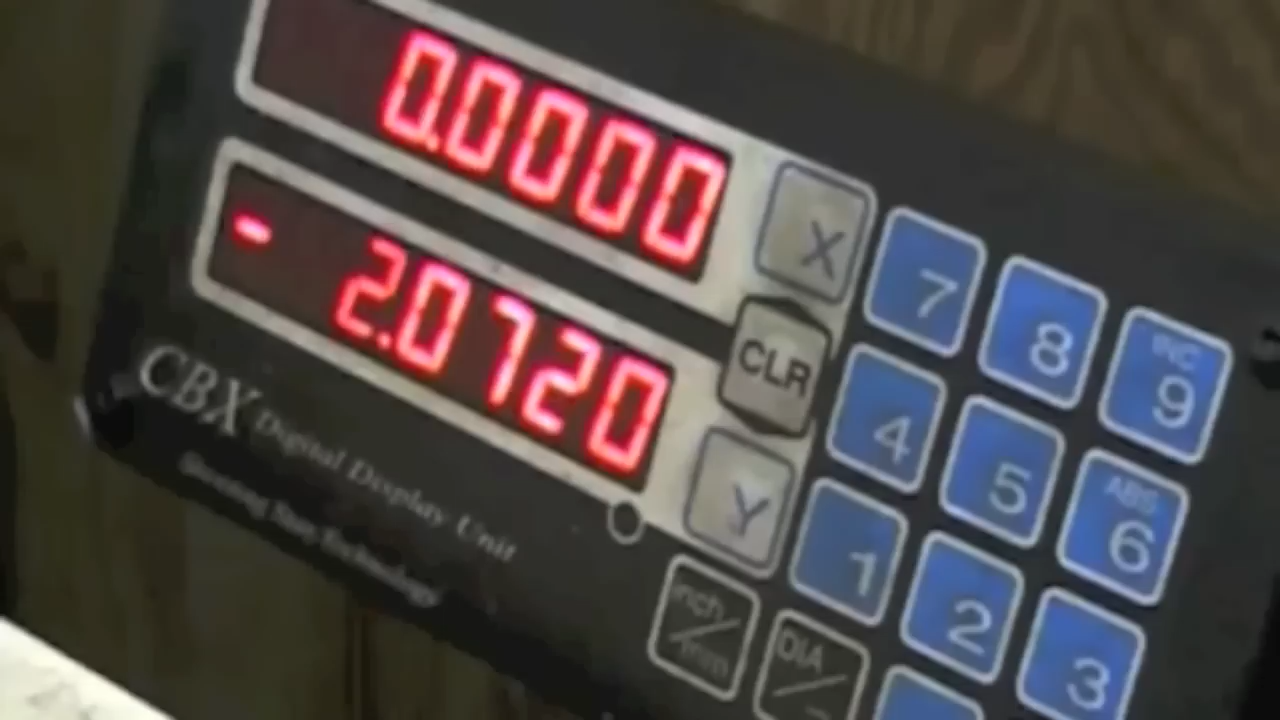 0.0000
- 2.0720
X
CLR
Y
7
8
INC
9
4
5
ABS
6
1
2
3
CBX Digital Display Unit
Technology
inch/mm
DIA